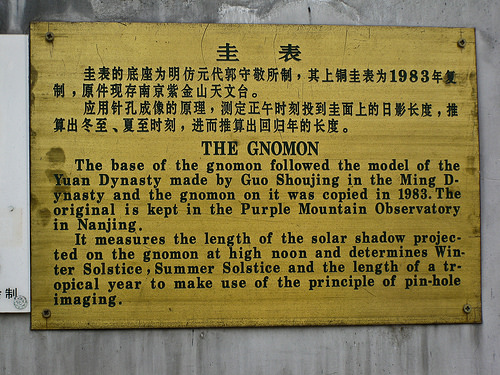 圭表
圭表的底座为明仿元代郭守敬所制，其上铜圭表为1983年复
制，原件现存南京紫金山天文台。
应用针孔成像的原理，测定正午时刻投到圭面上的日影长度，推
算出冬至、夏至时刻，进而推算出回归年的长度。
THE GNOMON
The base of the gnomon followed the model of the
Yuan Dynasty made by Guo Shoujing in the Ming D-
ynasty and the gnomon on it was copied in 1983. The
original is kept in the Purple Mountain Observatory
in Nanjing.
It measures the length of the solar shadow projec-
ted on the gnomon at high noon and determines Win-
ter Solstice, Summer Solstice and the length of a tr-
opical year to make use of the principle of pin-hole
imaging.
制